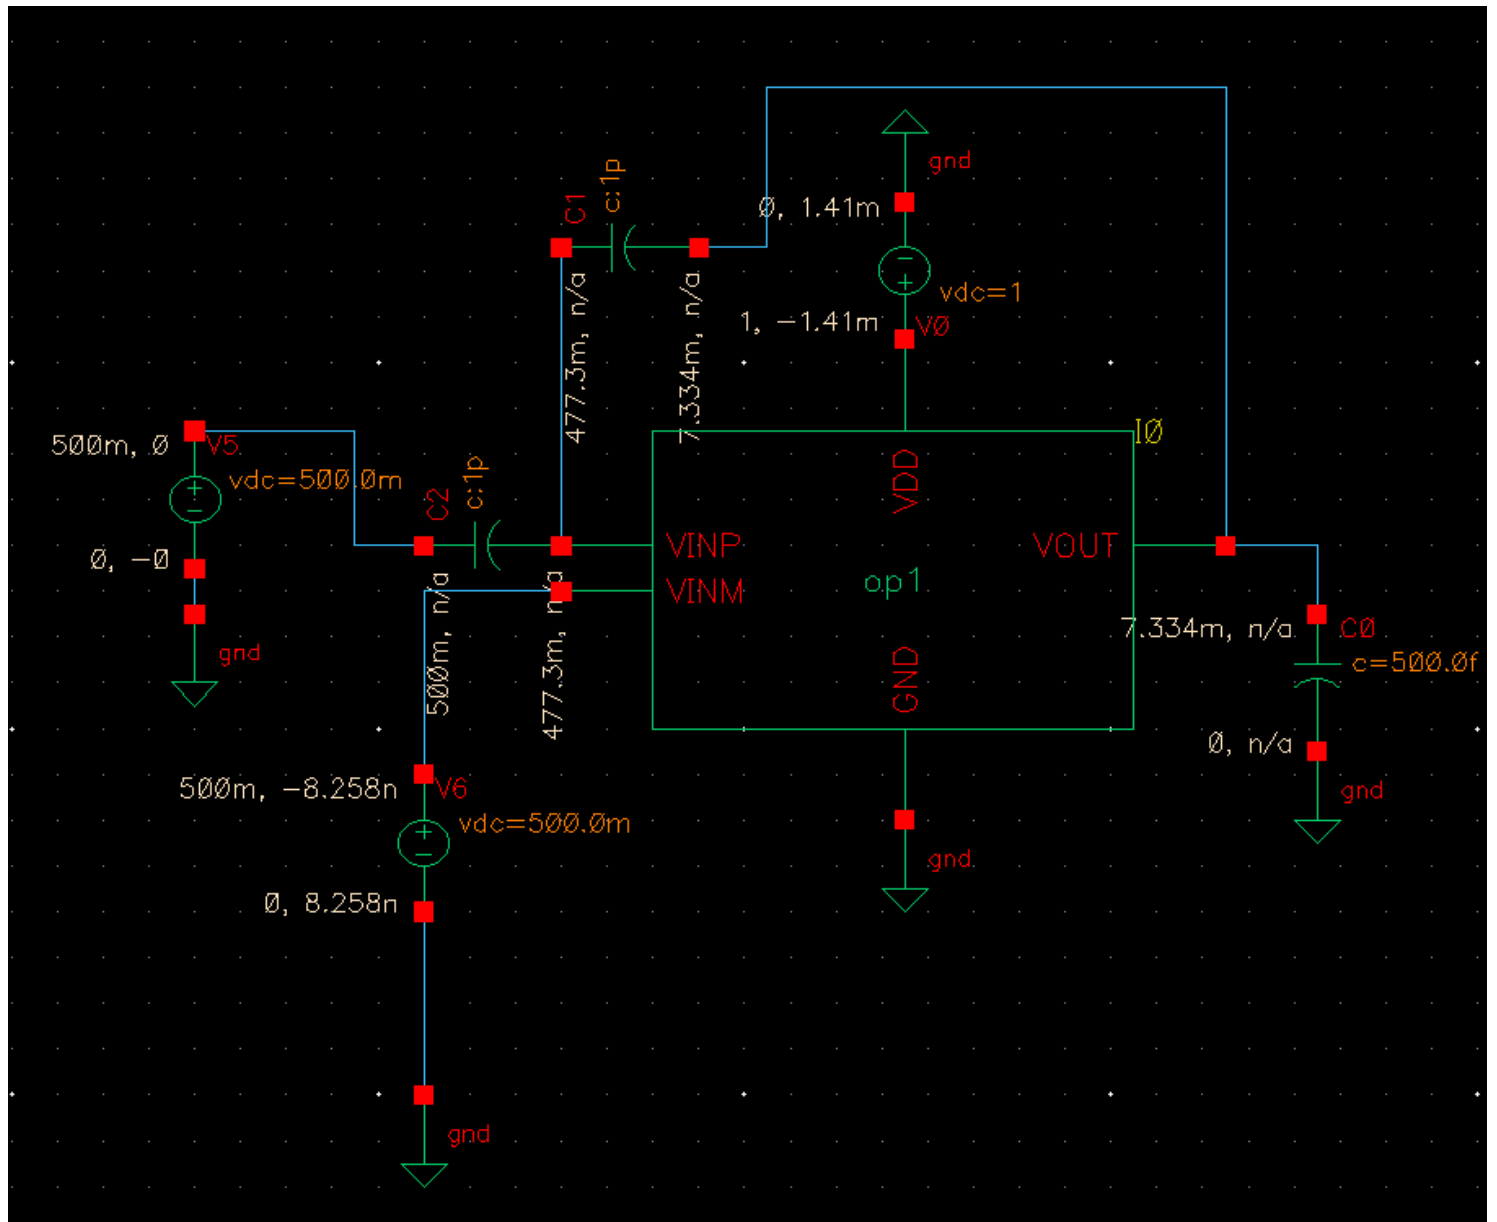 gnd
0, 1.41m
vdc=1
1, -1.41m
V0
C1
c:1p
477.3m, n/a
7.334m, n/a
I0
500m, 0
V5
vdc=500.0m
0, -0
gnd
C2
c:1p
500m, n/a
477.3m, n/a
VDD
VINP
VINM
VOUT
op1
GND
7.334m, n/a
C0
c=500.0f
0, n/a
gnd
500m, -8.258n
V6
vdc=500.0m
0, 8.258n
gnd
gnd